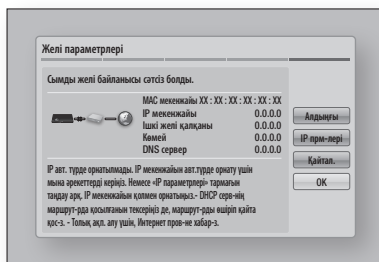 Желі параметрлері
Сымды желі байланысы сәтсіз болды.
MAC мекенжайы XX : XX : XX : XX : XX : XX
IP мекенжайы 0.0.0.0
Ішкі желі қалқаны 0.0.0.0
Көмей 0.0.0.0
DNS сервер 0.0.0.0
Алдыңғы
IP прм-лері
Қайтал.
OK
IP авт. түрде орнатылмады. IP мекенжайын авт.түрде орнату үшін
мына әрекеттерді көріңіз. Немесе «IP параметрлері» тармағын
таңдау арқ. IP мекенжайын қолмен орнатыңыз.- DHCP серв-нің
маршрут-рда қосылғанын тексеріңіз де, маршрут-рды өшіріп қайта
қос-з. - Толық ақп. алу үшін, Интернет пров-не хабар-з.